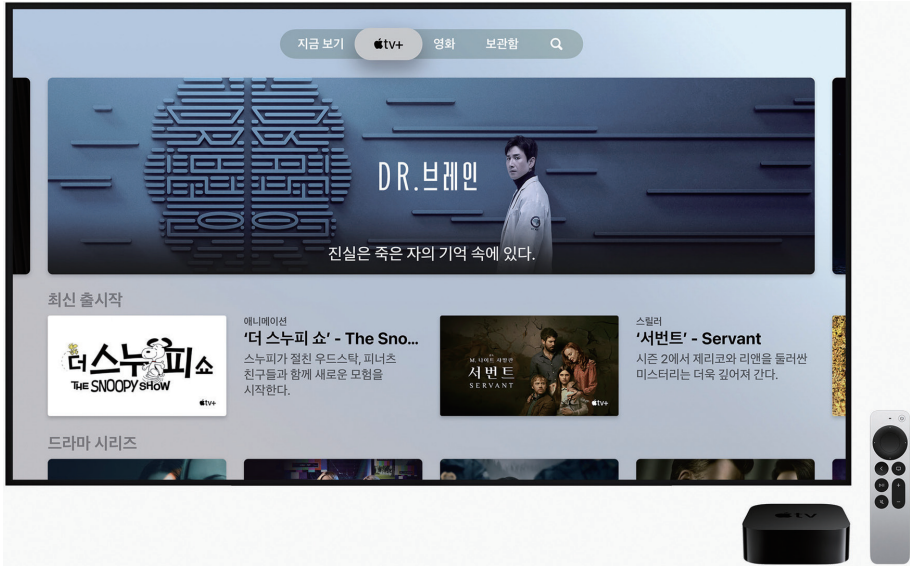 지금 보기
tv+
영화
보관함
DR.브레인
진실은 죽은 자의 기억 속에 있다.
최신 출시작
더 스누피 쇼
THE SNOOPY SHOW
tv+
애니메이션
‘더 스누피 쇼’ - The Sno...
스누피가 절친 우드스탁, 피너츠
친구들과 함께 새로운 모험을
시작한다.
M. 나이트 샤말란
서번트
SERVANT
tv+
스릴러
‘서번트’ - Servant
시즌 2에서 제리코와 리앤을 둘러싼
미스터리는 더욱 깊어져 간다.
드라마 시리즈
tv